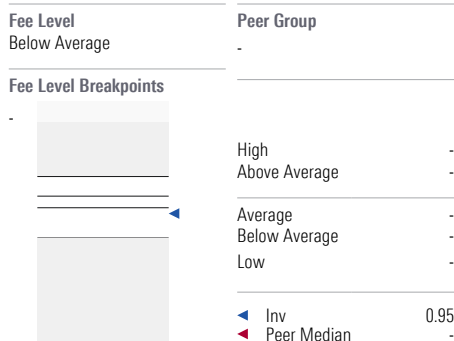 Fee Level
Below Average
Peer Group
-
Fee Level Breakpoints
-
High -
Above Average -
Average -
Below Average -
Low -
Inv 0.95
Peer Median -